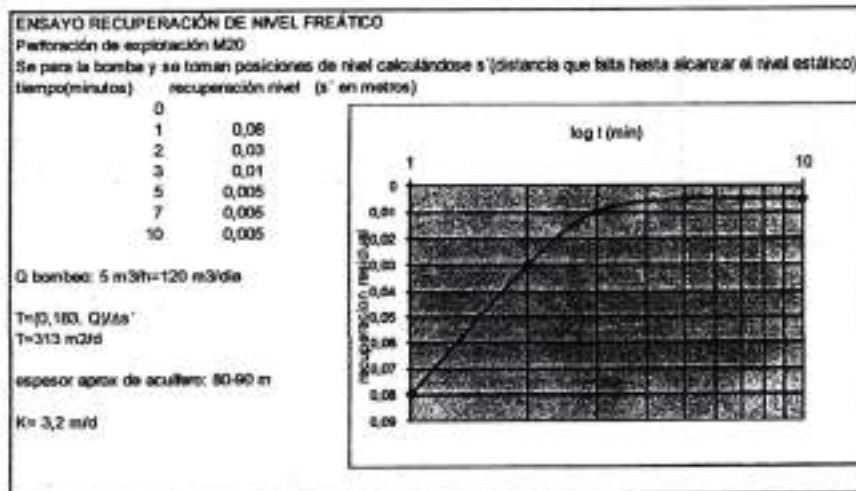 ENSAYO RECUPERACIÓN DE NIVEL FREÁTICO
Perforación de explotación M20
Se para la bomba y se toman posiciones de nivel calculándose s´(distancia que falta hasta alcanzar el nivel estático)
tiempo(minutos) recuperación nivel (s´ en metros)
0
1 0,08
2 0,03
3 0,01
5 0,005
7 0,005
10 0,005
Q bombeo: 5 m3/h=120 m3/día
T=(0,183. Q)/Δs´
T=313 m2/d
espesor aprox de acuífero: 80-90 m
K= 3,2 m/d
log t (min)
1 10
recuperación residual
0
0,01
0,02
0,03
0,04
0,05
0,06
0,07
0,08
0,09